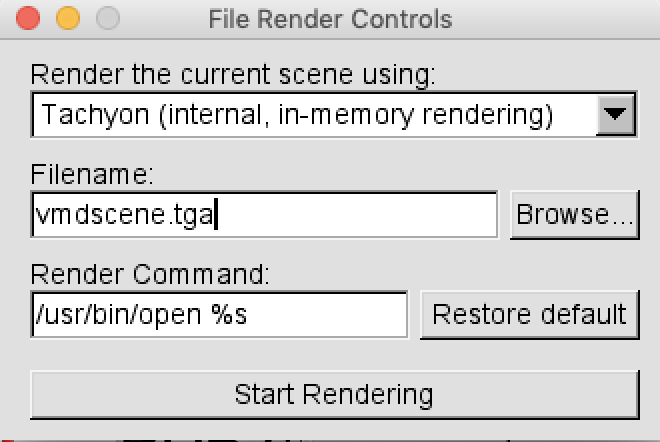 File Render Controls
Render the current scene using:
Tachyon (internal, in-memory rendering)
Filename:
vmdscene.tga
Browse...
Render Command:
/usr/bin/open %s
Restore default
Start Rendering